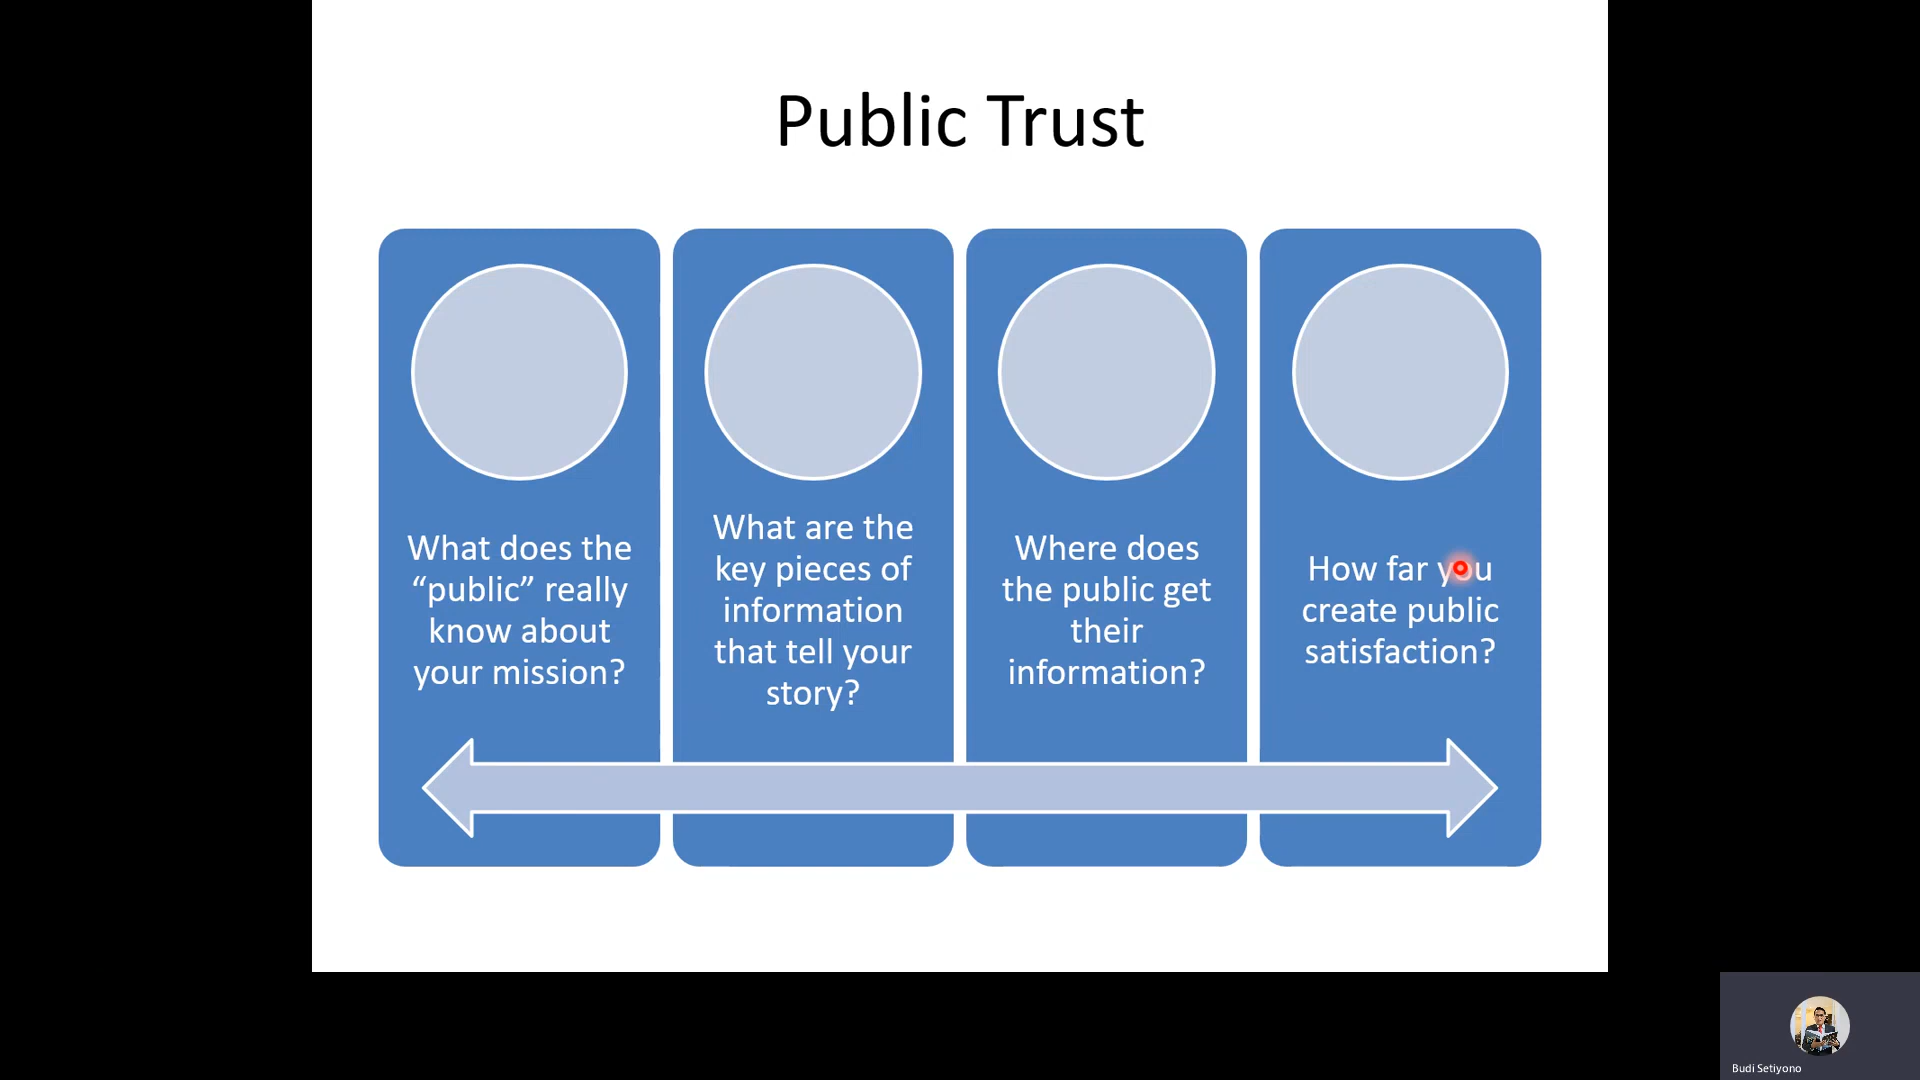 Public Trust
What does the
“public” really
know about
your mission?
What are the
key pieces of
information
that tell your
story?
Where does
the public get
their
information?
How far you
create public
satisfaction?
Budi Setiyono